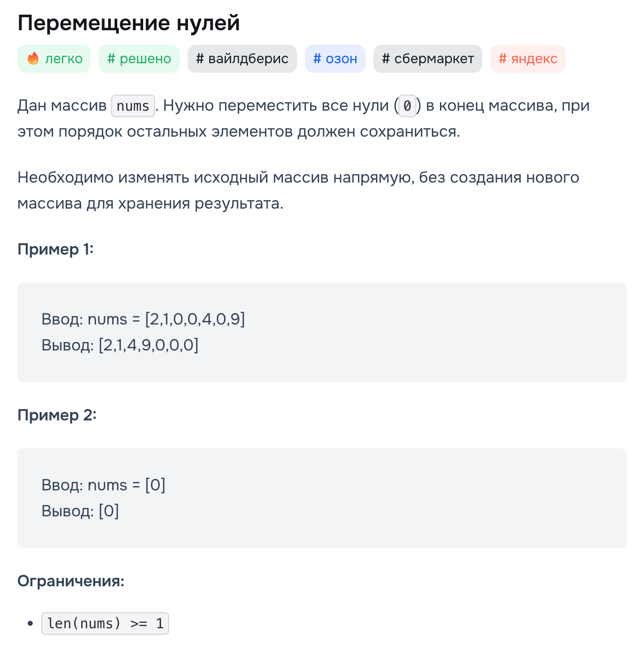 Перемещение нулей
🔥 легко # решено # вайлдберис # озон # сбермаркет # яндекс
Дан массив nums. Нужно переместить все нули (0) в конец массива, при
этом порядок остальных элементов должен сохраниться.
Необходимо изменять исходный массив напрямую, без создания нового
массива для хранения результата.
Пример 1:
Ввод: nums = [2,1,0,0,4,0,9]
Вывод: [2,1,4,9,0,0,0]
Пример 2:
Ввод: nums = [0]
Вывод: [0]
Ограничения:
• len(nums) >= 1